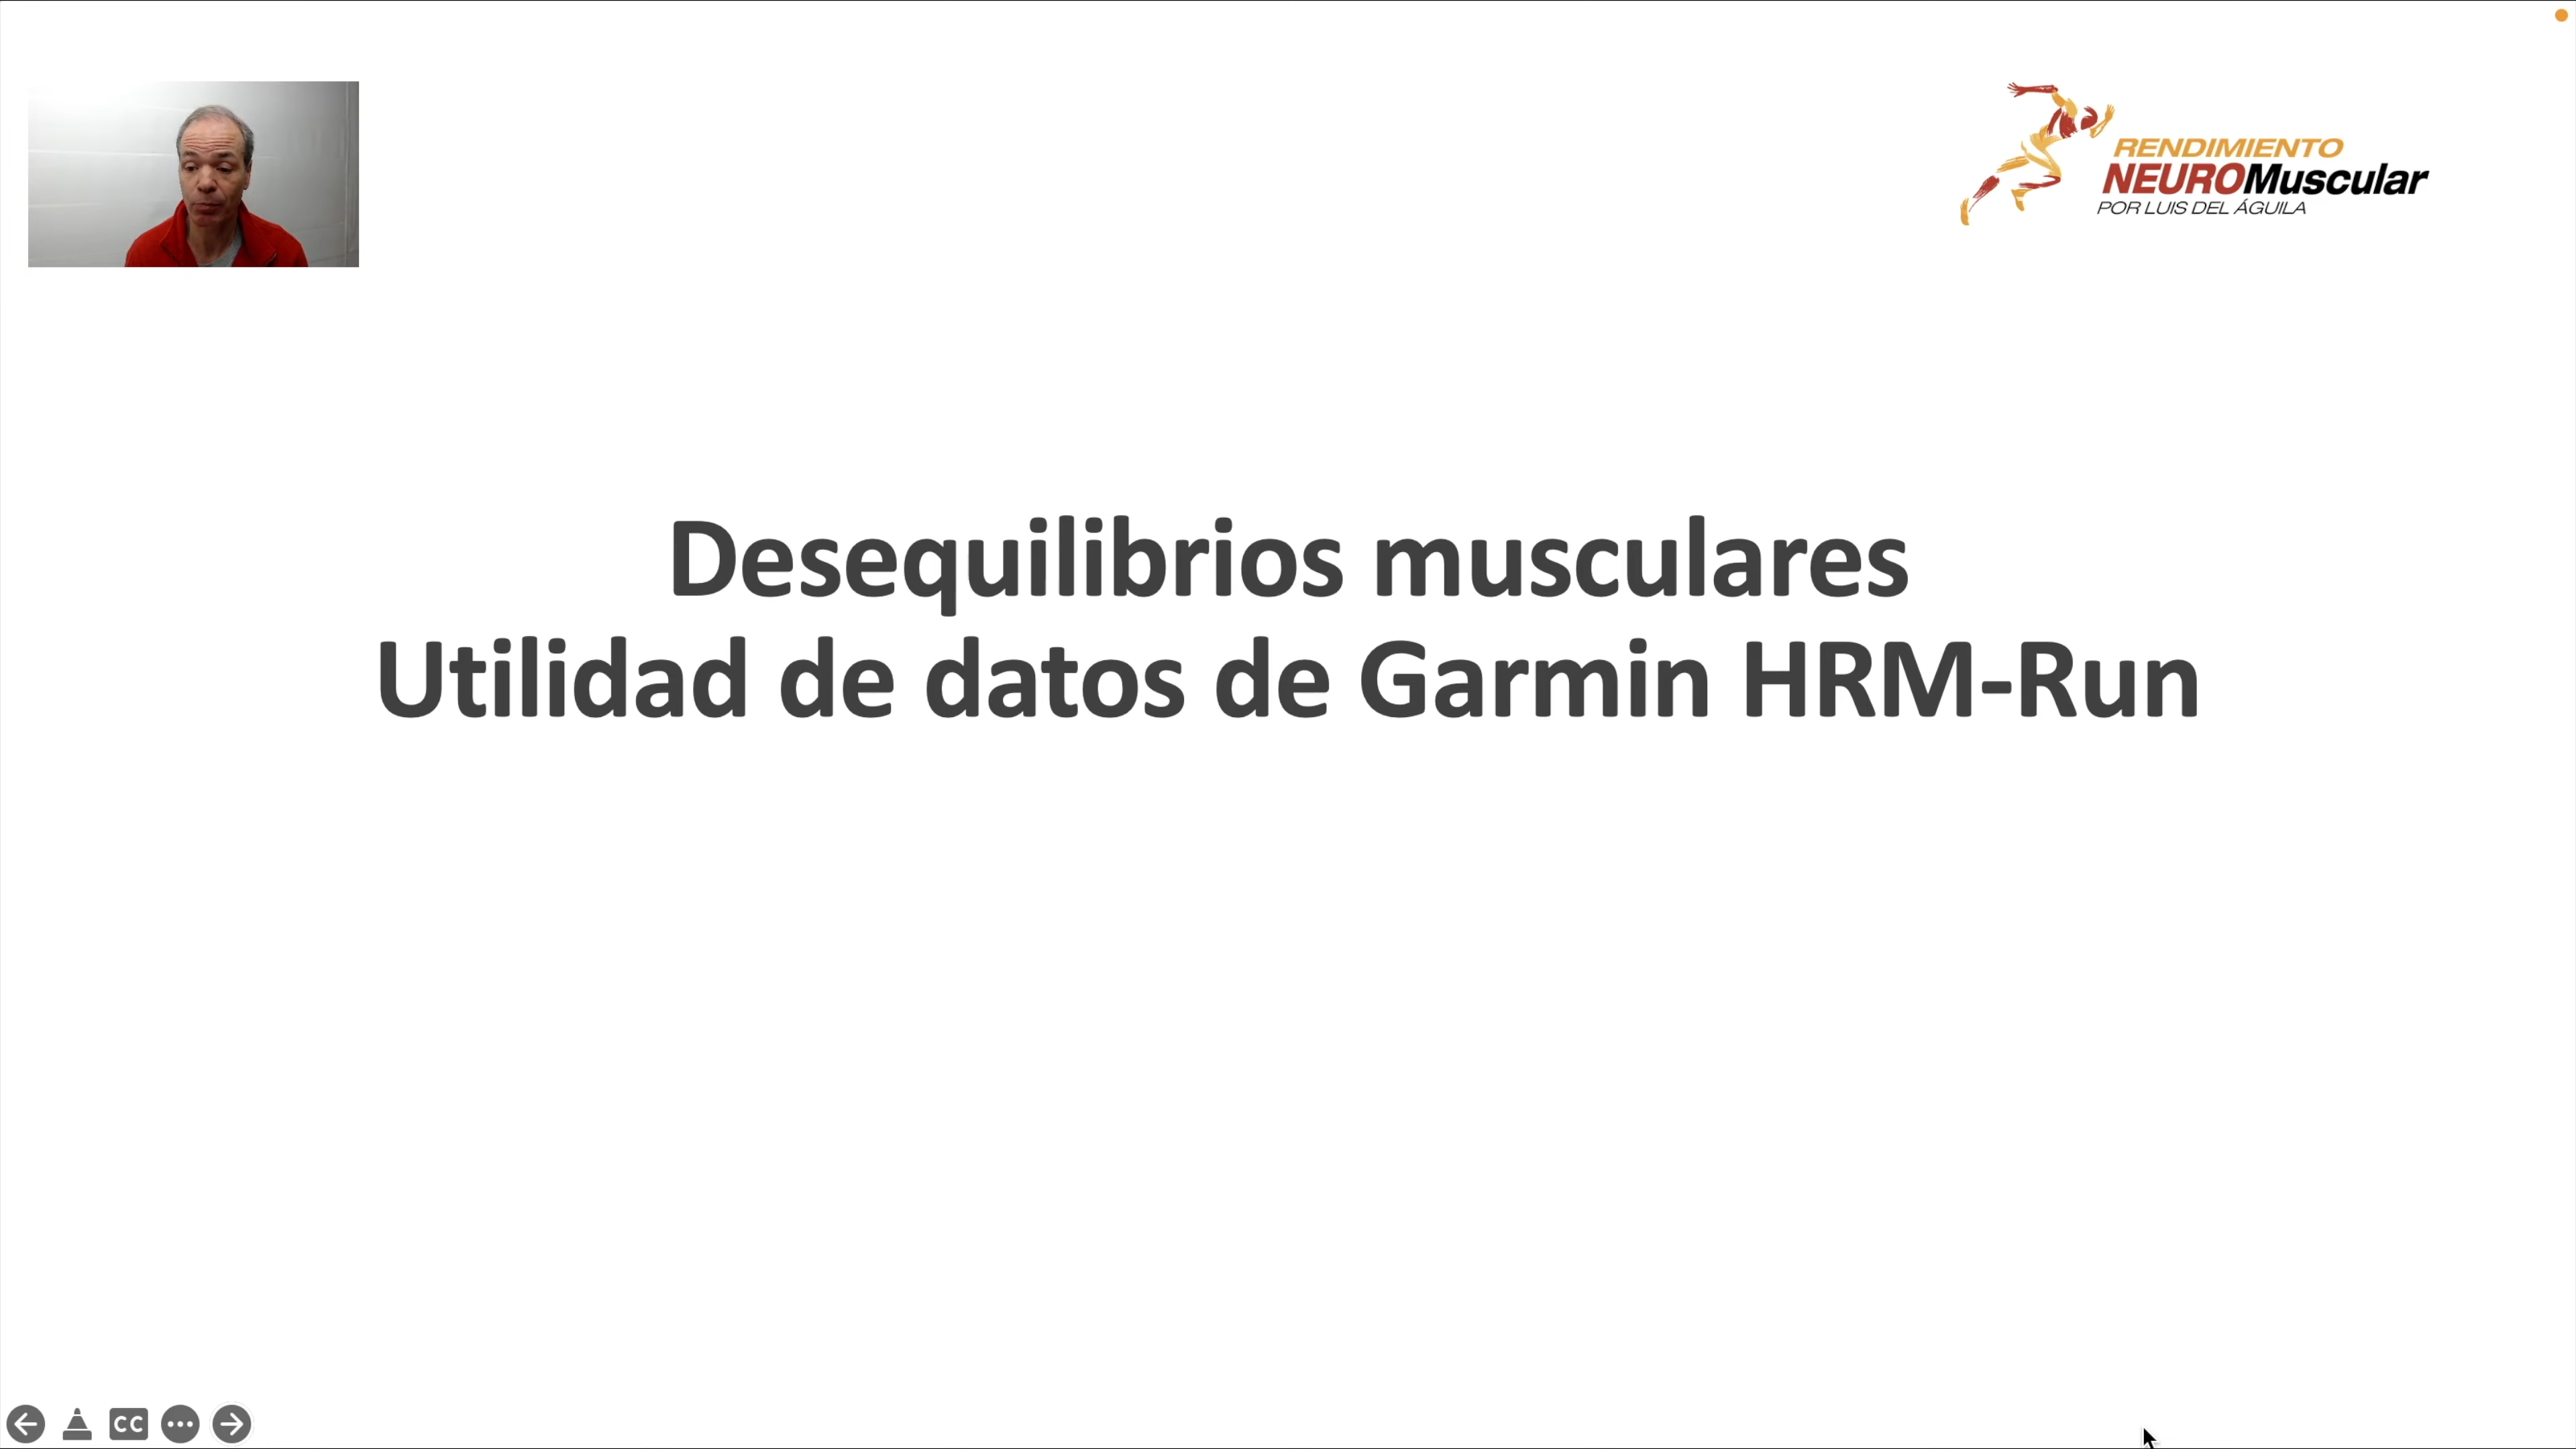 RENDIMIENTO
NEUROMuscular
POR LUIS DEL ÁGUILA
Desequilibrios musculares
Utilidad de datos de Garmin HRM-Run
CC